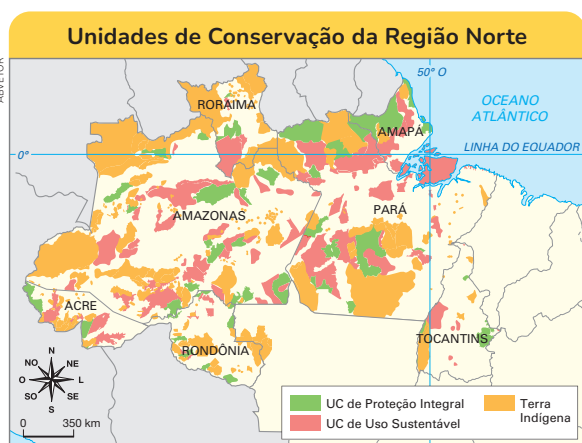 Unidades de Conservação da Região Norte
50° O
OCEANO
ATLÂNTICO
RORAIMA
AMAPÁ
LINHA DO EQUADOR
0°
AMAZONAS
PARÁ
ACRE
RONDÔNIA
TOCANTINS
N
NO
NE
O
L
SO
SE
S
0
350 km
UC de Proteção Integral
UC de Uso Sustentável
Terra
Indígena